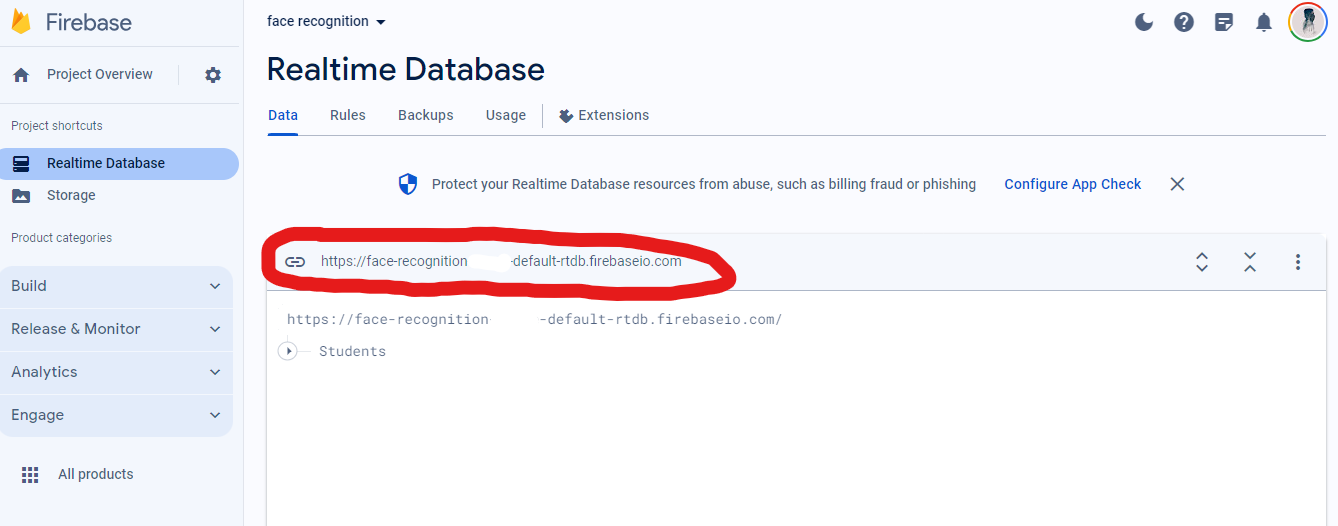 Firebase
face recognition
Project Overview
Realtime Database
Data Rules Backups Usage Extensions
Project shortcuts
Realtime Database
Storage
Protect your Realtime Database resources from abuse, such as billing fraud or phishing Configure App Check
Product categories
https://face-recognition -default-rtdb.firebaseio.com
Build
Release & Monitor
Analytics
Engage
All products
https://face-recognition -default-rtdb.firebaseio.com/
Students